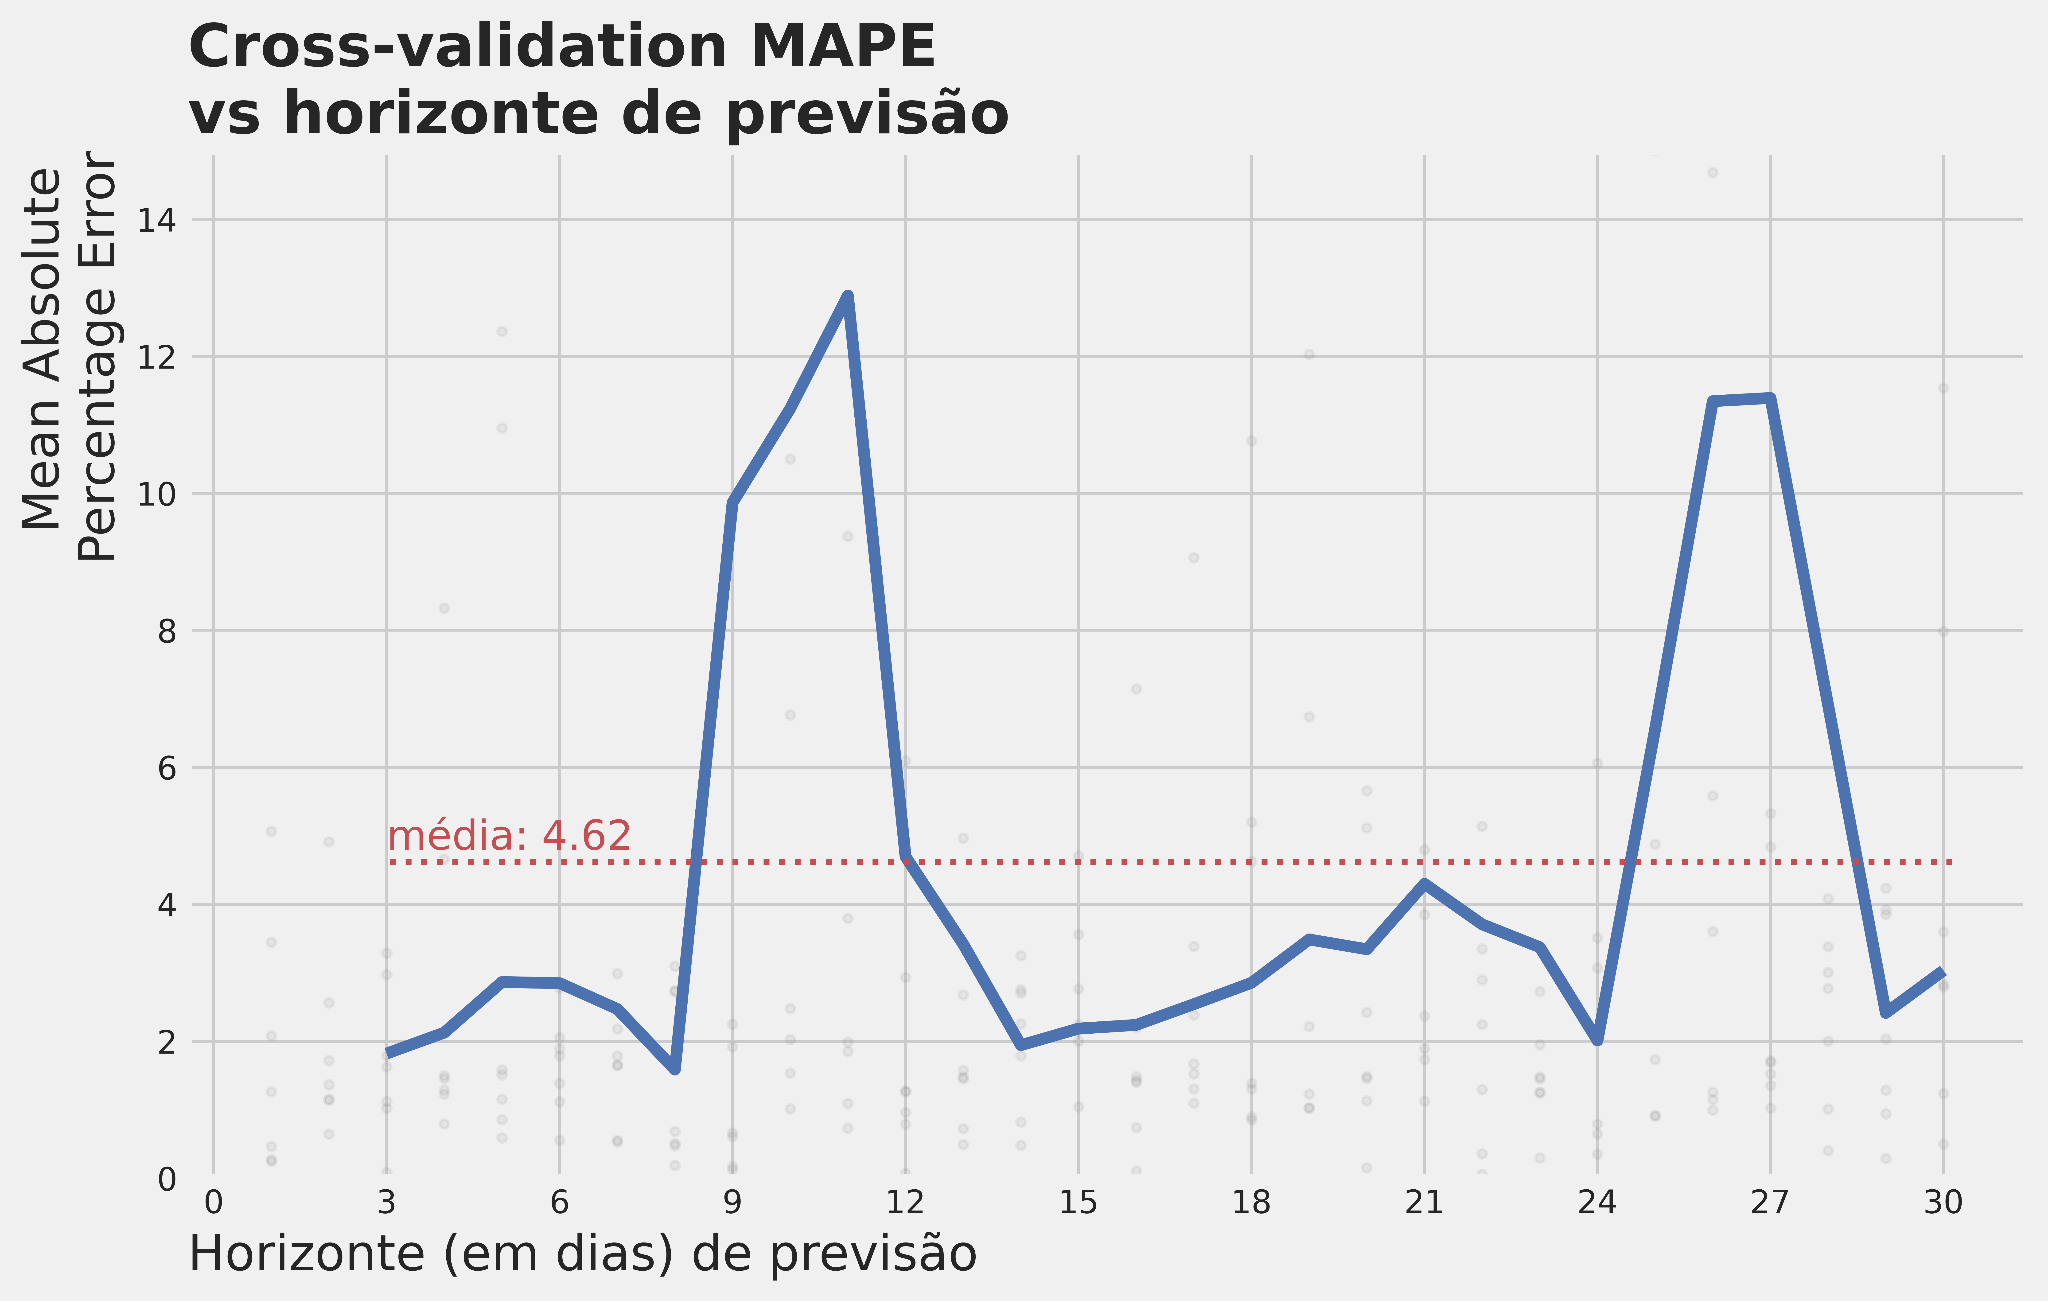 Cross-validation MAPE
vs horizonte de previsão
Mean Absolute
Percentage Error
14
12
10
8
6
4
2
0
média: 4.62
0 3 6 9 12 15 18 21 24 27 30
Horizonte (em dias) de previsão